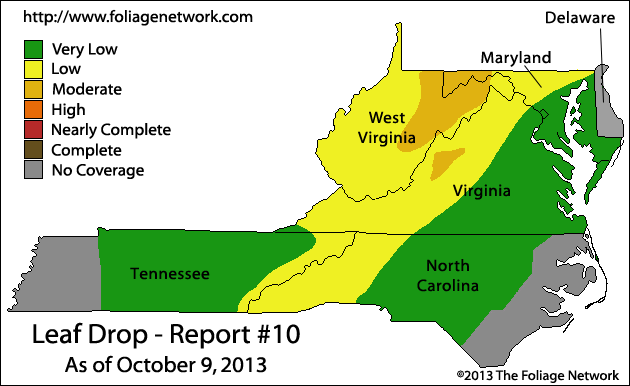 http://www.foliagenetwork.com
Very Low
Low
Moderate
High
Nearly Complete
Complete
No Coverage
Delaware
Maryland
West
Virginia
Virginia
Tennessee
North
Carolina
Leaf Drop - Report #10
As of October 9, 2013
©2013 The Foliage Network